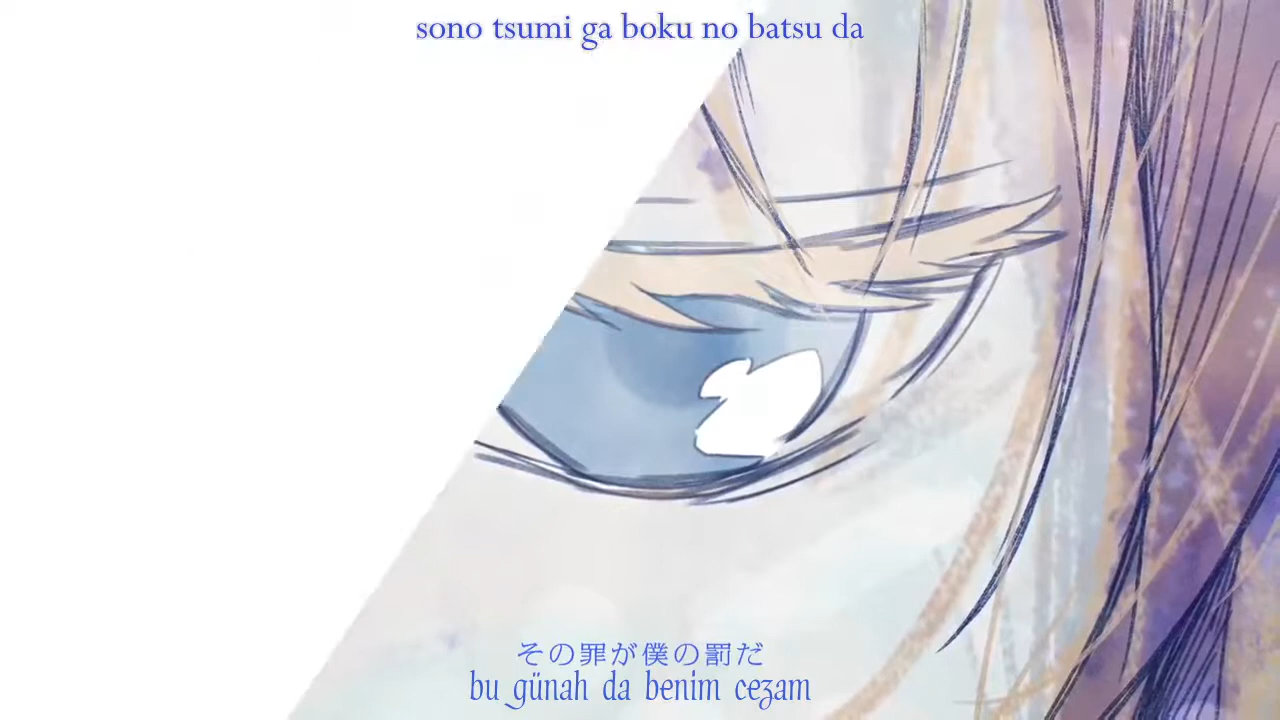 sono tsumi ga boku no batsu da
その罪が僕の罰だ
bu günah da benim cezam